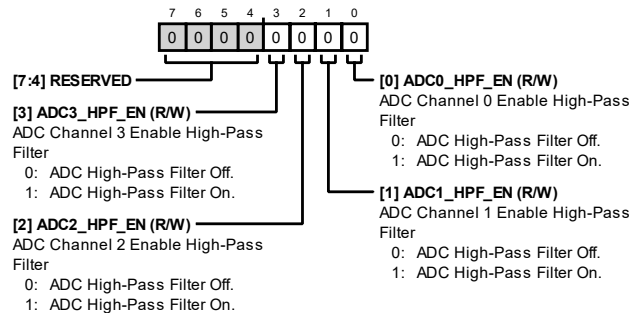 7 6 5 4 3 2 1 0
0 0 0 0 0 0 0 0
[7:4] RESERVED
[3] ADC3_HPF_EN (R/W)
ADC Channel 3 Enable High-Pass
Filter
0: ADC High-Pass Filter Off.
1: ADC High-Pass Filter On.
[2] ADC2_HPF_EN (R/W)
ADC Channel 2 Enable High-Pass
Filter
0: ADC High-Pass Filter Off.
1: ADC High-Pass Filter On.
[0] ADC0_HPF_EN (R/W)
ADC Channel 0 Enable High-Pass
Filter
0: ADC High-Pass Filter Off.
1: ADC High-Pass Filter On.
[1] ADC1_HPF_EN (R/W)
ADC Channel 1 Enable High-Pass
Filter
0: ADC High-Pass Filter Off.
1: ADC High-Pass Filter On.